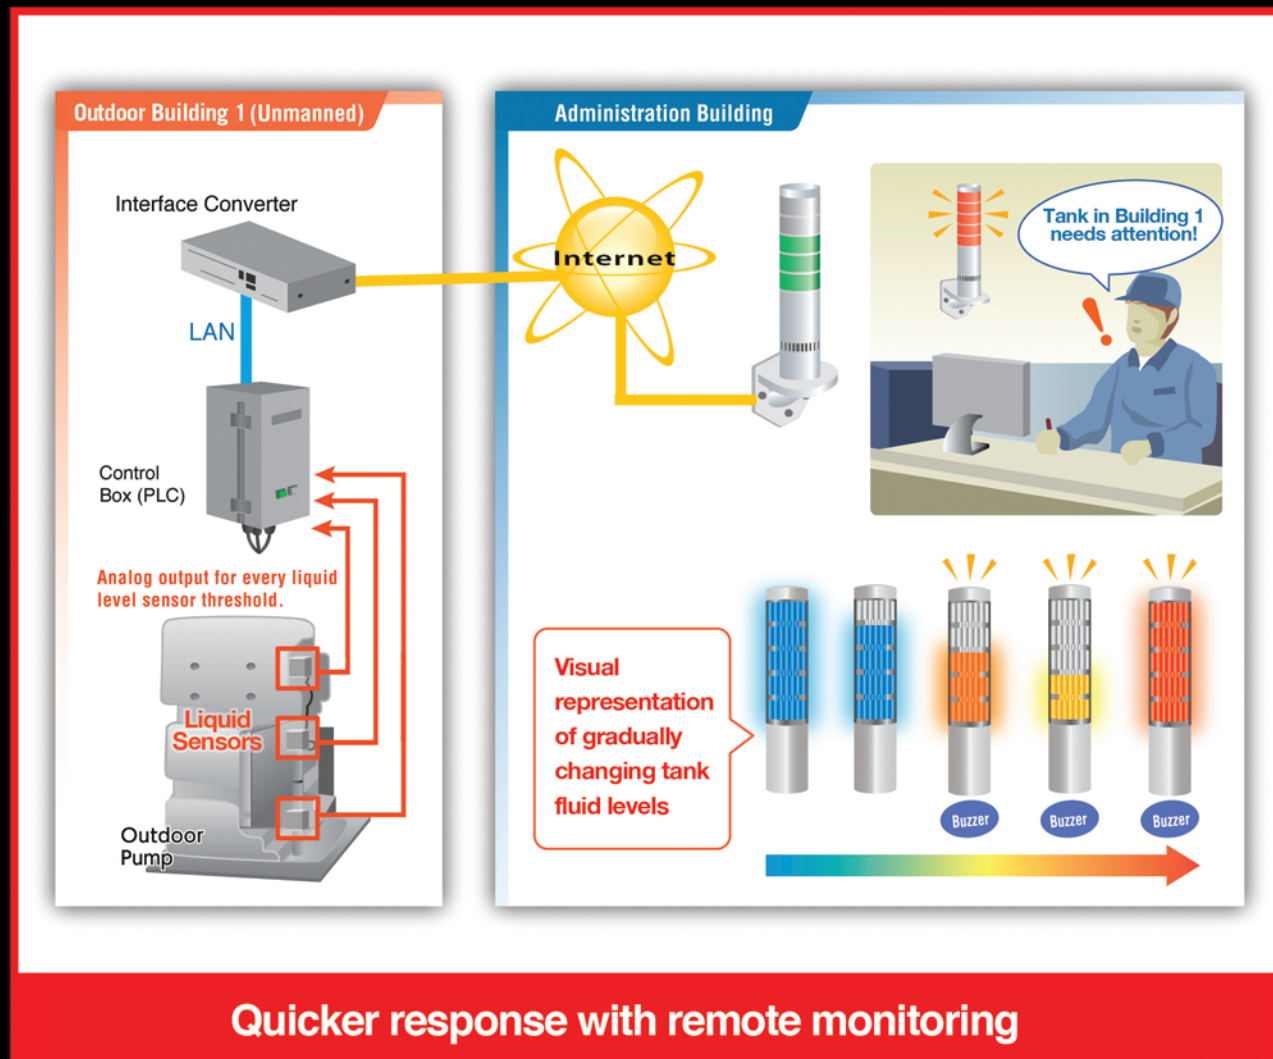 Outdoor Building 1 (Unmanned)
Interface Converter
LAN
Control
Box (PLC)
Analog output for every liquid
level sensor threshold.
Liquid
Sensors
Outdoor
Pump
Administration Building
Internet
Tank in Building 1
needs attention!
Visual
representation
of gradually
changing tank
fluid levels
Buzzer
Buzzer
Buzzer
Quicker response with remote monitoring